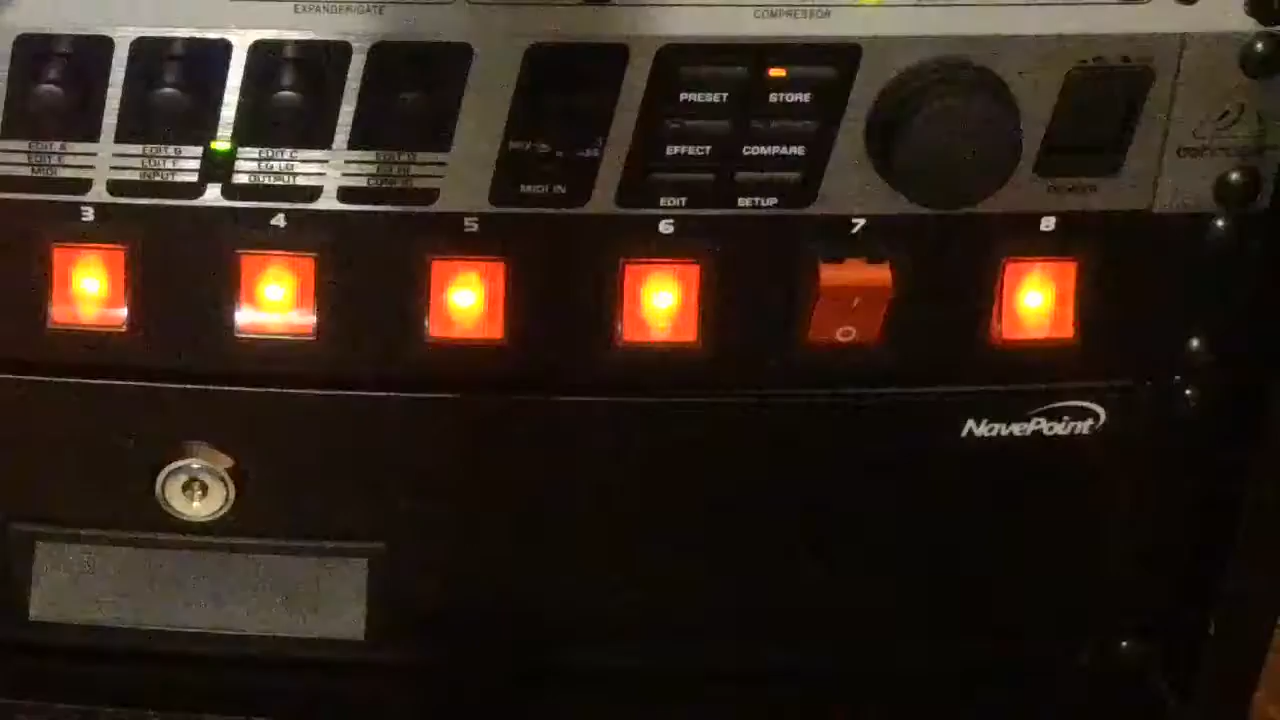 EXPANDER/GATE
COMPRESSOR
PRESET
STORE
EFFECT
COMPARE
EDIT
SETUP
MIDI IN
POWER
EDIT A
EDIT E
MIDI
EDIT B
EDIT F
INPUT
EDIT C
EQ LO
OUTPUT
EDIT D
EQ HI
CONFIG
behringer
3
4
5
6
7
8
NavePoint